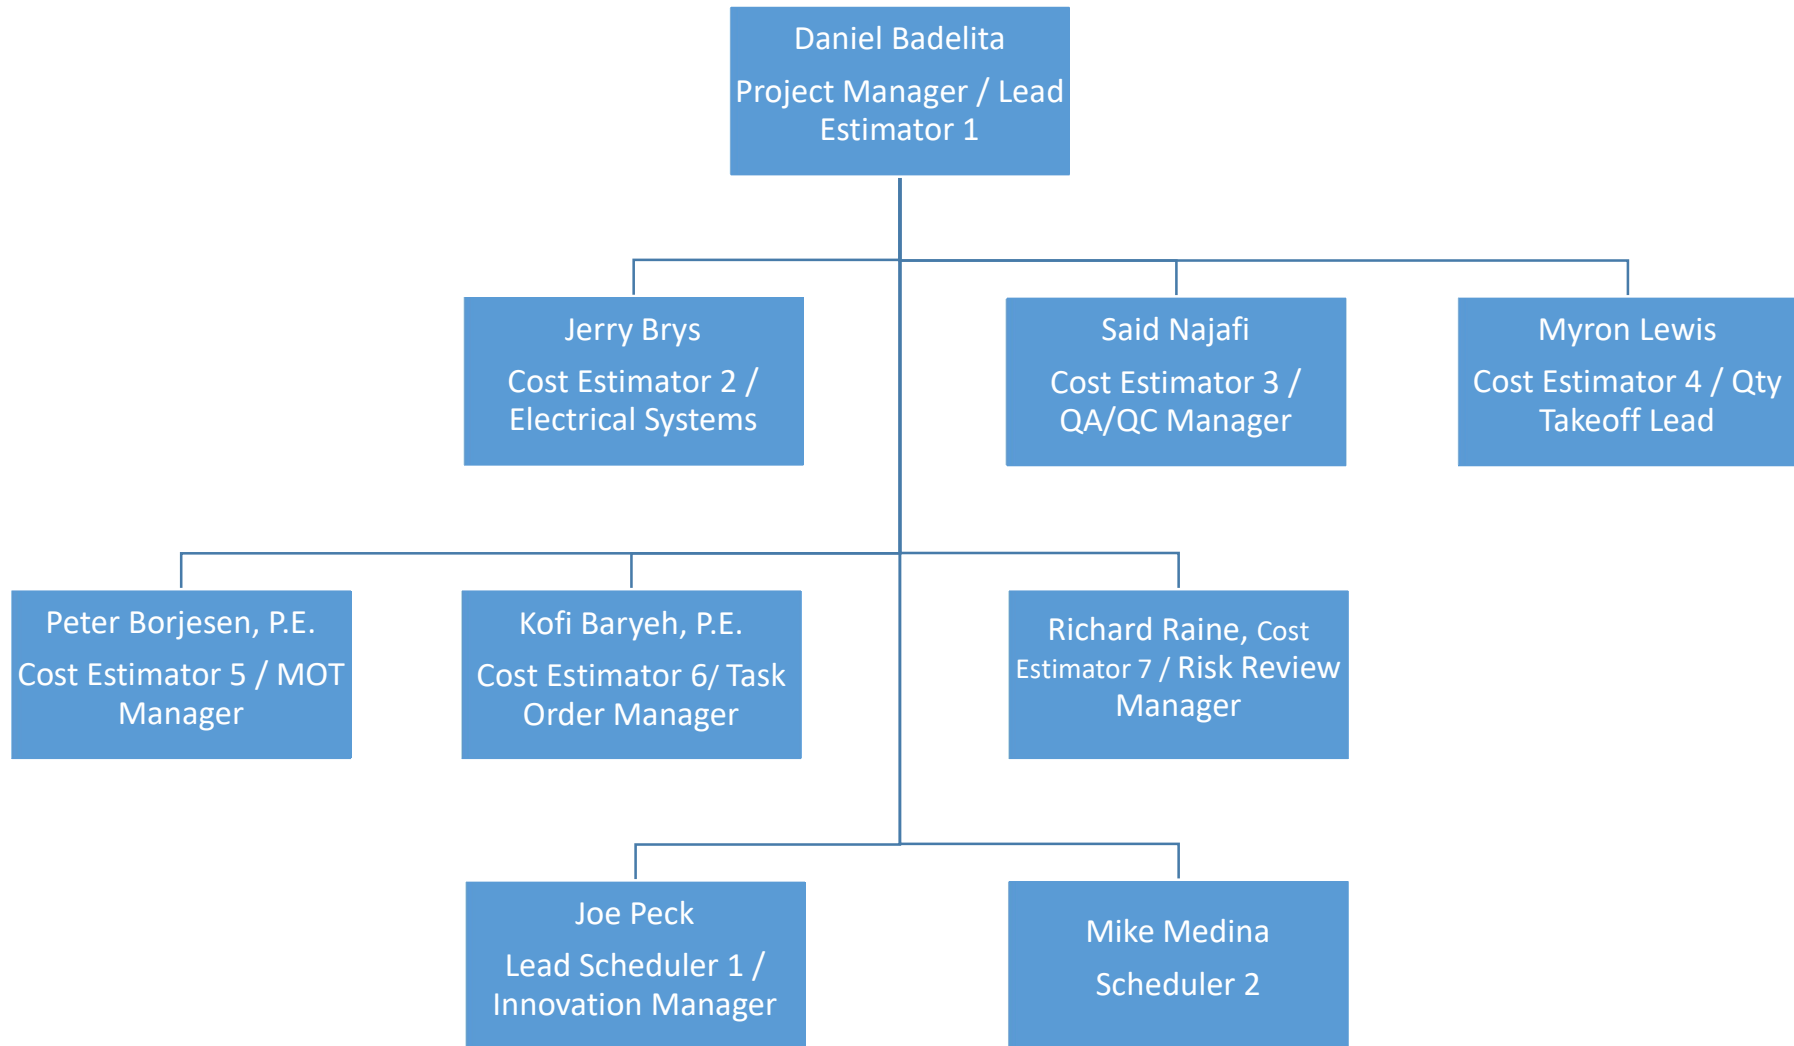 Daniel Badelita
Project Manager / Lead
Estimator 1
Jerry Brys
Cost Estimator 2 /
Electrical Systems
Said Najafi
Cost Estimator 3 /
QA/QC Manager
Myron Lewis
Cost Estimator 4 / Qty
Takeoff Lead
Peter Borjesen, P.E.
Cost Estimator 5 / MOT
Manager
Kofi Baryeh, P.E.
Cost Estimator 6/ Task
Order Manager
Richard Raine, Cost
Estimator 7 / Risk Review
Manager
Joe Peck
Lead Scheduler 1 /
Innovation Manager
Mike Medina
Scheduler 2